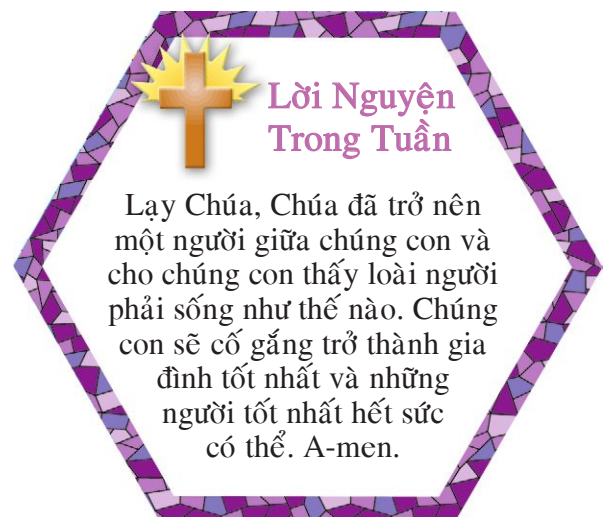 Lời Nguyện
Trong Tuần
Lạy Chúa, Chúa đã trở nên
một người giữa chúng con và
cho chúng con thấy loài người
phải sống như thế nào. Chúng
con sẽ cố gắng trở thành gia
đình tốt nhất và những
người tốt nhất hết sức
có thể. A-men.